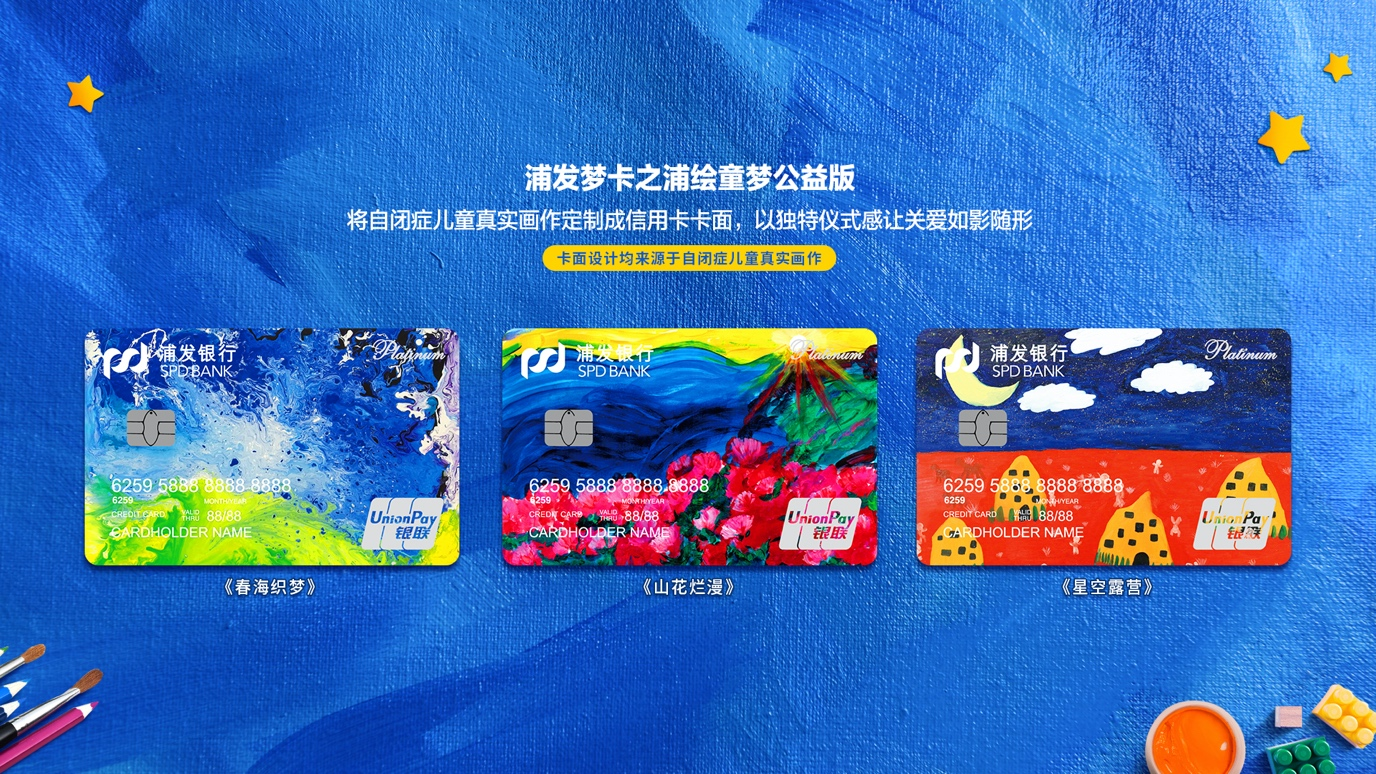 浦发梦卡之浦绘童梦公益版
将自闭症儿童真实画作定制成信用卡卡面，以独特仪式感让关爱如影随形
卡面设计均来源于自闭症儿童真实画作
浦发银行
SPD BANK
Platinum
6259 5888 8888 8888
6259
MONTH/YEAR
CREDIT CARD
VALID THRU
88/88
CARDHOLDER NAME
UnionPay
银联
《春海织梦》
浦发银行
SPD BANK
Platinum
6259 5888 8888 8888
6259
MONTH/YEAR
CREDIT CARD
VALID THRU
88/88
CARDHOLDER NAME
UnionPay
银联
《山花烂漫》
浦发银行
SPD BANK
Platinum
6259 5888 8888 8888
6259
MONTH/YEAR
CREDIT CARD
VALID THRU
88/88
CARDHOLDER NAME
UnionPay
银联
《星空露营》